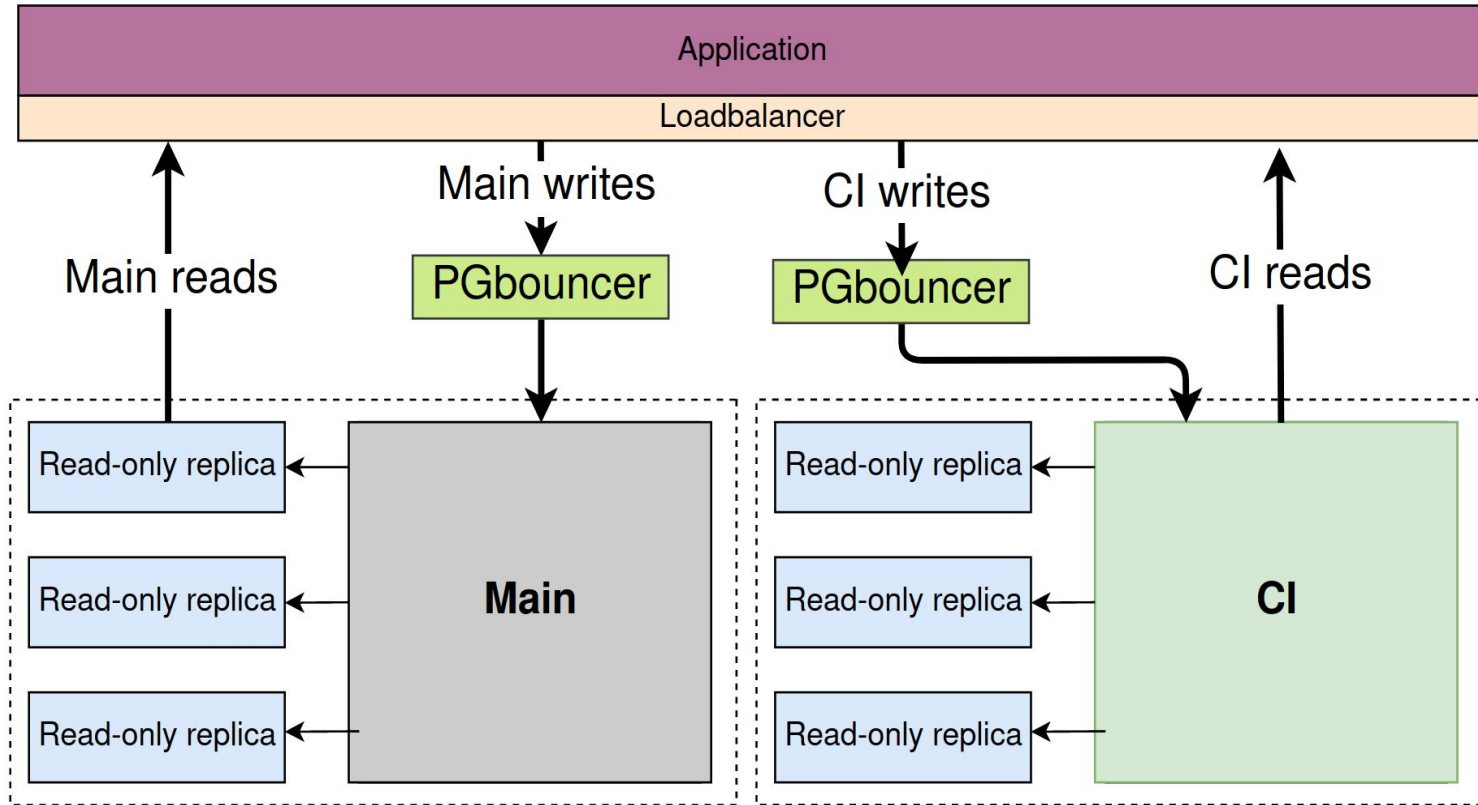 Application
Loadbalancer
Main writes
CI writes
Main reads
PGbouncer
PGbouncer
CI reads
Read-only replica
Read-only replica
Read-only replica
Main
Read-only replica
Read-only replica
Read-only replica
CI